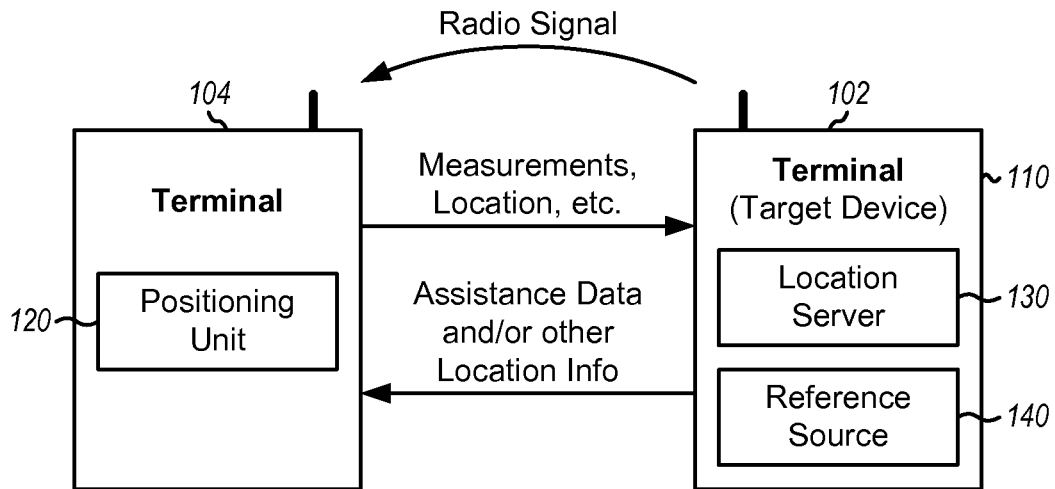 Radio Signal
104
102
Terminal
Measurements,
Location, etc.
Terminal
(Target Device)
110
120
Positioning
Unit
Assistance Data
and/or other
Location Info
Location
Server
130
Reference
Source
140